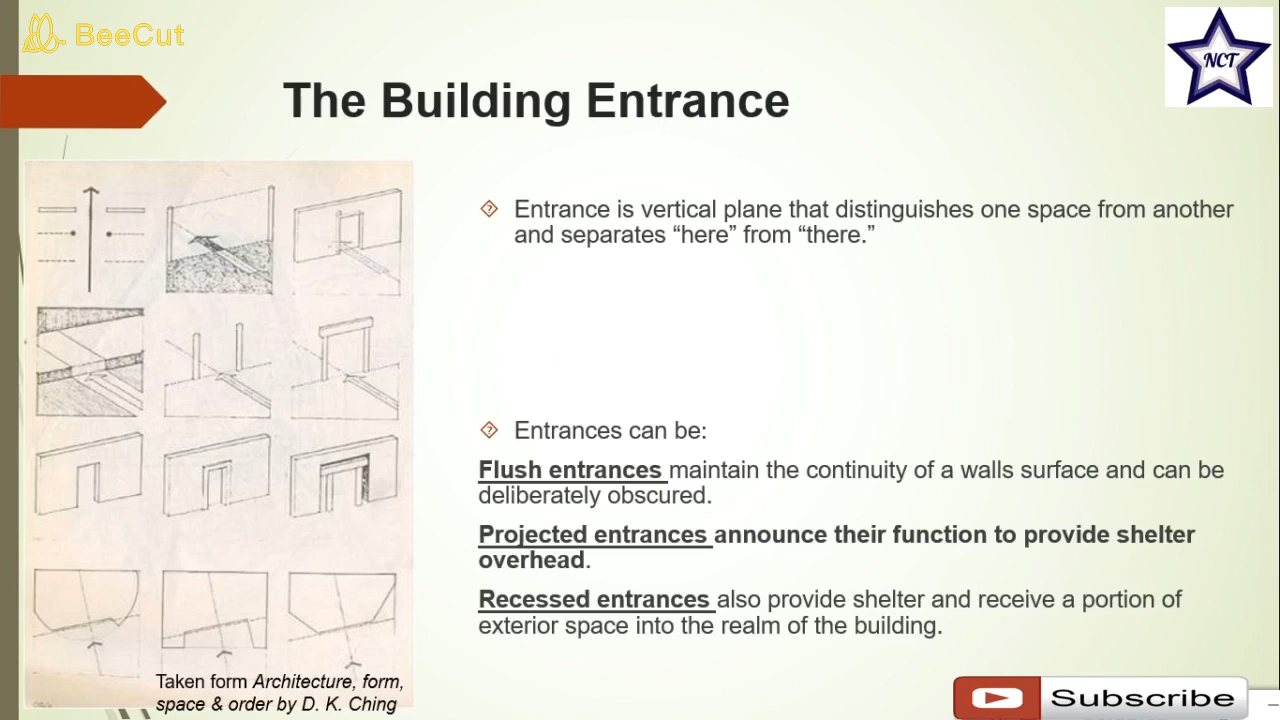 BeeCut
NCT
The Building Entrance
Entrance is vertical plane that distinguishes one space from another
and separates “here” from “there.”
Entrances can be:
Flush entrances maintain the continuity of a walls surface and can be
deliberately obscured.
Projected entrances announce their function to provide shelter
overhead.
Recessed entrances also provide shelter and receive a portion of
exterior space into the realm of the building.
Taken form Architecture, form,
space & order by D. K. Ching
Subscribe